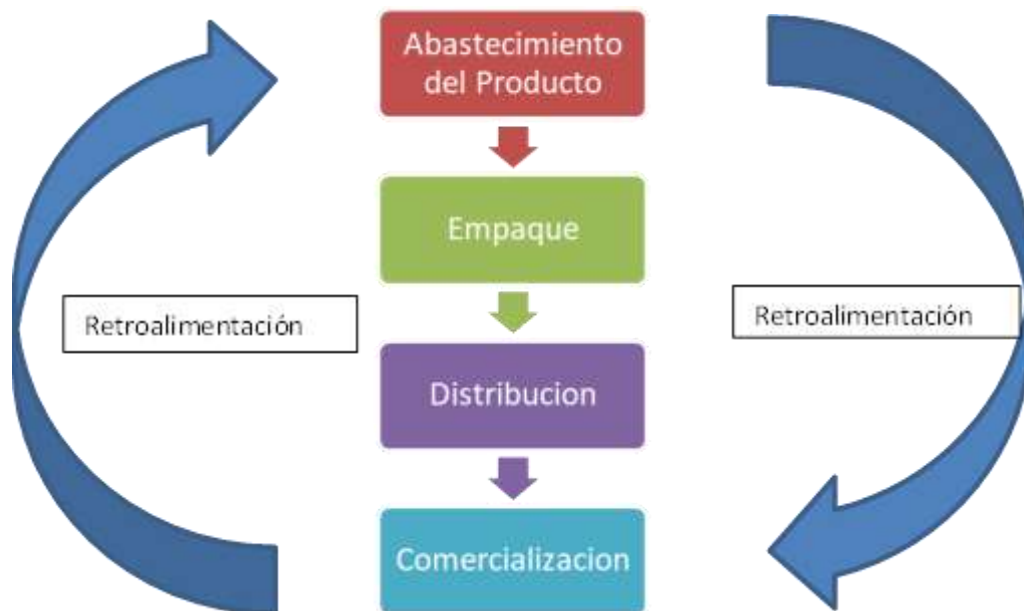 Abastecimiento
del Producto
Empaque
Retroalimentación
Retroalimentación
Distribucion
Comercializacion